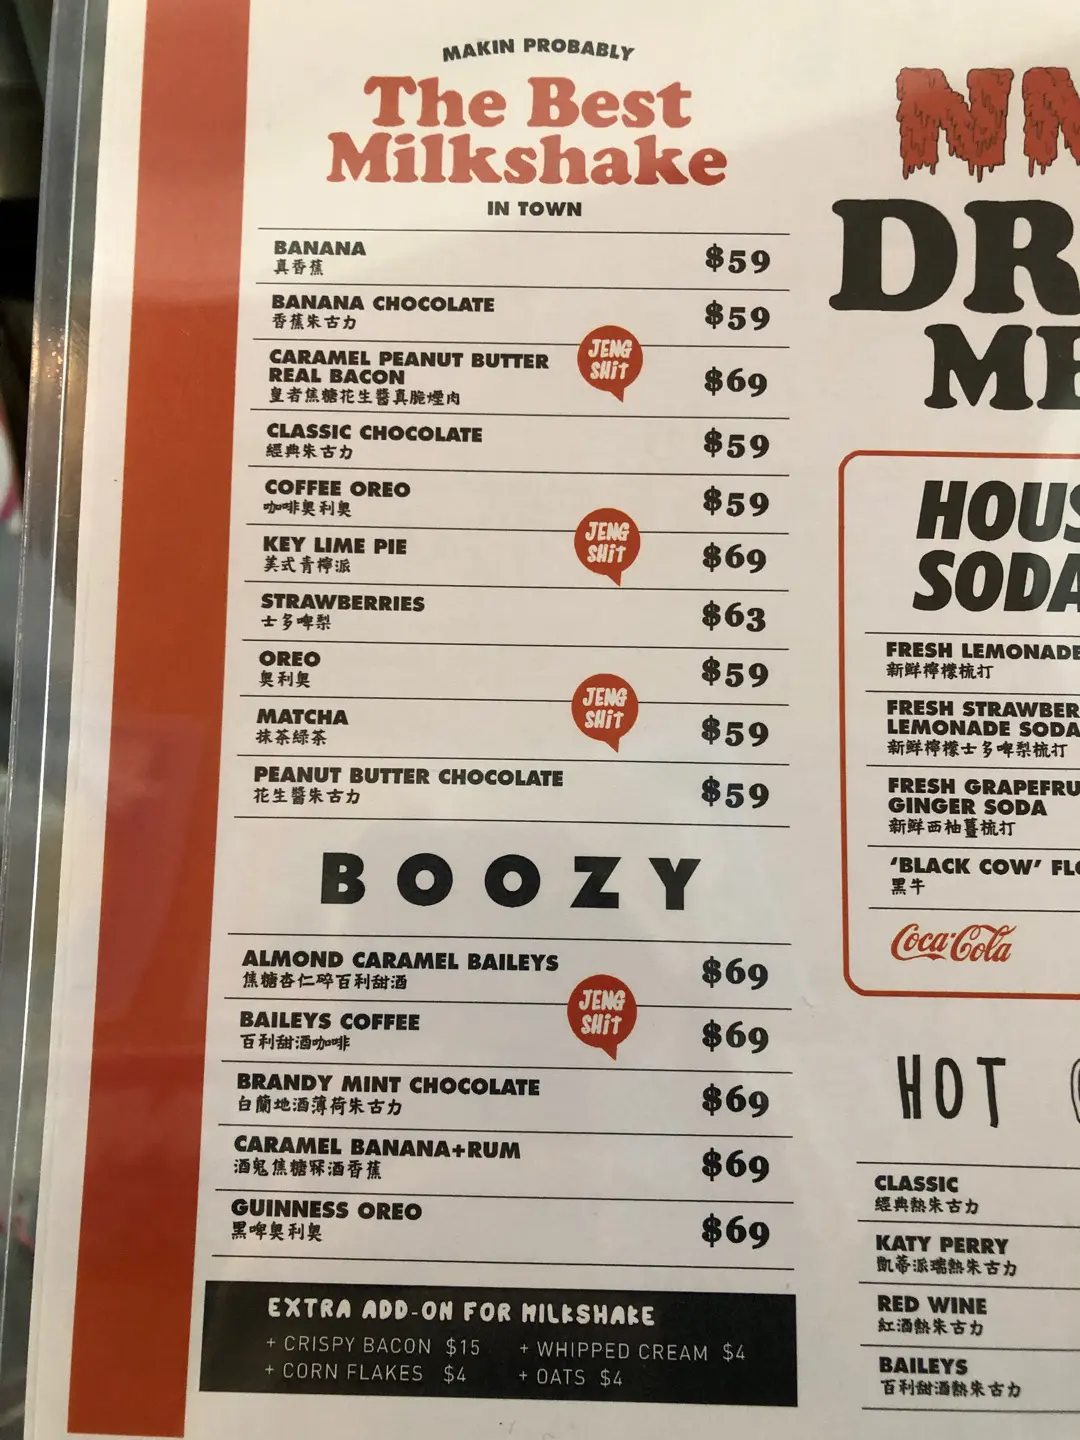 MAKIN PROBABLY
The Best
Milkshake
IN TOWN
BANANA $59
真香蕉
BANANA CHOCOLATE $59
香蕉朱古力
CARAMEL PEANUT BUTTER
REAL BACON $69
皇者焦糖花生醬真脆煙肉
JENG
SHiT
CLASSIC CHOCOLATE $59
經典朱古力
COFFEE OREO $59
咖啡奧利奧
KEY LIME PIE $69
美式青檸派
JENG
SHiT
STRAWBERRIES $63
士多啤梨
OREO $59
奧利奧
MATCHA $59
抹茶綠茶
JENG
SHiT
PEANUT BUTTER CHOCOLATE $59
花生醬朱古力
BOOZY
ALMOND CARAMEL BAILEYS $69
焦糖杏仁碎百利甜酒
JENG
SHiT
BAILEYS COFFEE $69
百利甜酒咖啡
BRANDY MINT CHOCOLATE $69
白蘭地酒薄荷朱古力
CARAMEL BANANA+RUM $69
酒鬼焦糖冧酒香蕉
GUINNESS OREO $69
黑啤奧利奧
EXTRA ADD-ON FOR MILKSHAKE
+ CRISPY BACON $15 + WHIPPED CREAM $4
+ CORN FLAKES $4 + OATS $4
DR
ME
HOUS
SODA
FRESH LEMONADE
新鮮檸檬梳打
FRESH STRAWBER
LEMONADE SODA
新鮮檸檬士多啤梨梳打
FRESH GRAPEFRU
GINGER SODA
新鮮西柚薑梳打
‘BLACK COW’ FLO
黑牛
Coca-Cola
HOT
CLASSIC
經典熱朱古力
KATY PERRY
凱蒂派瑞熱朱古力
RED WINE
紅酒熱朱古力
BAILEYS
百利甜酒熱朱古力